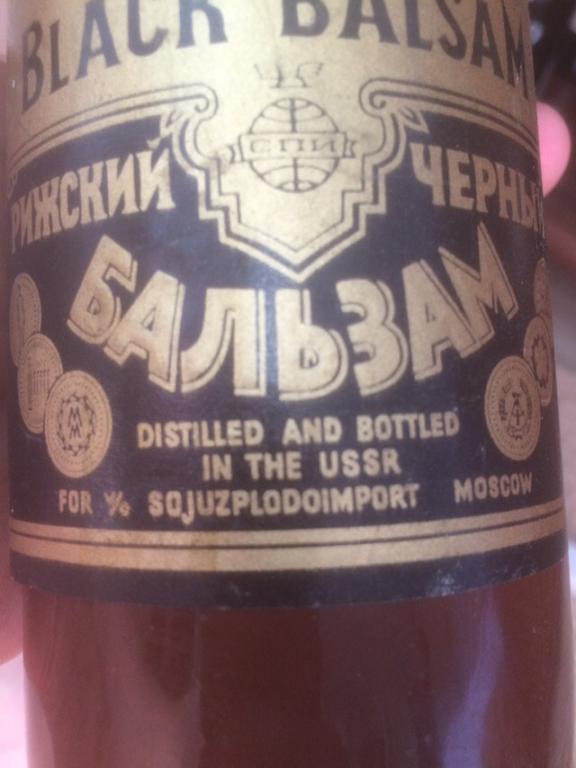 BLACK BALSAM
СПИ
РИЖСКИЙ ЧЕРНЫЙ
БАЛЬЗАМ
DISTILLED AND BOTTLED
IN THE USSR
FOR % SOJUZPLODOIMPORT MOSCOW